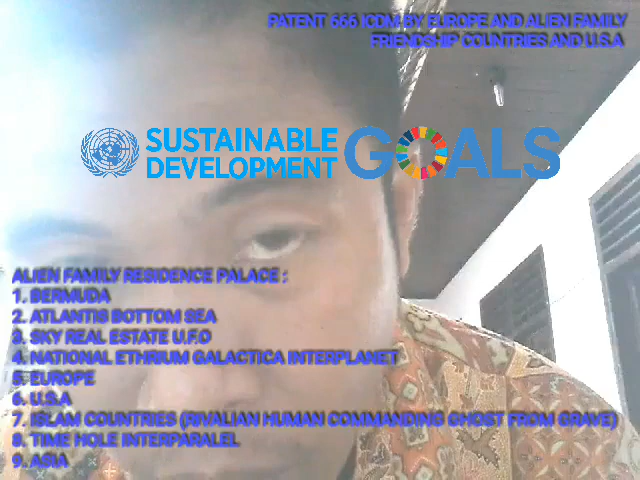 PATENT 666 ICDM BY EUROPE AND ALIEN FAMILY
FRIENDSHIP COUNTRIES AND U.S.A
SUSTAINABLE
DEVELOPMENT
GOALS
ALIEN FAMILY RESIDENCE PALACE :
1. BERMUDA
2. ATLANTIS BOTTOM SEA
3. SKY REAL ESTATE U.F.O
4. NATIONAL ETHRIUM GALACTICA INTERPLANET
5. EUROPE
6. U.S.A
7. ISLAM COUNTRIES (RIVALIAN HUMAN COMMANDING GHOST FROM GRAVE)
8. TIME HOLE INTERPARALEL
9. ASIA